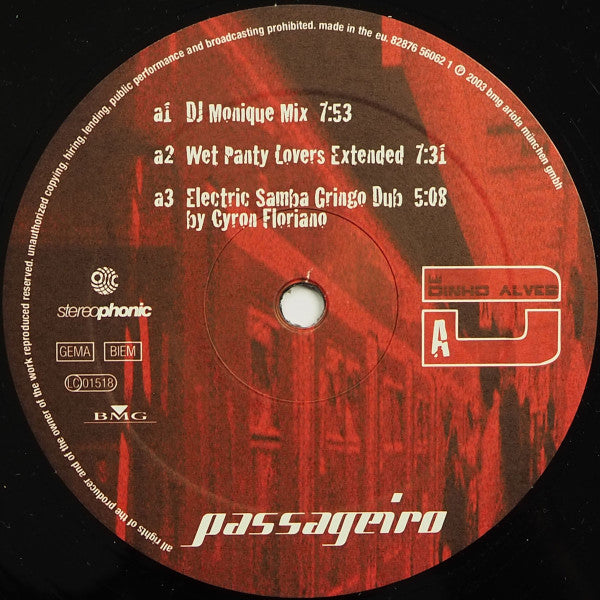 all rights of the producer and of the owner of the work reproduced reserved. unauthorized copying, hiring, lending, public performance and broadcasting prohibited. made in the eu. 82876 56062 1 ℗ 2003 bmg ariola münchen gmbh
a1 DJ Monique Mix 7:53
a2 Wet Panty Lovers Extended 7:31
a3 Electric Samba Gringo Dub 5:08
by Cyron Floriano
stereophonic
GEMA BIEM
LC 01518
BMG
DE
DINHO ALVES
A
passageiro